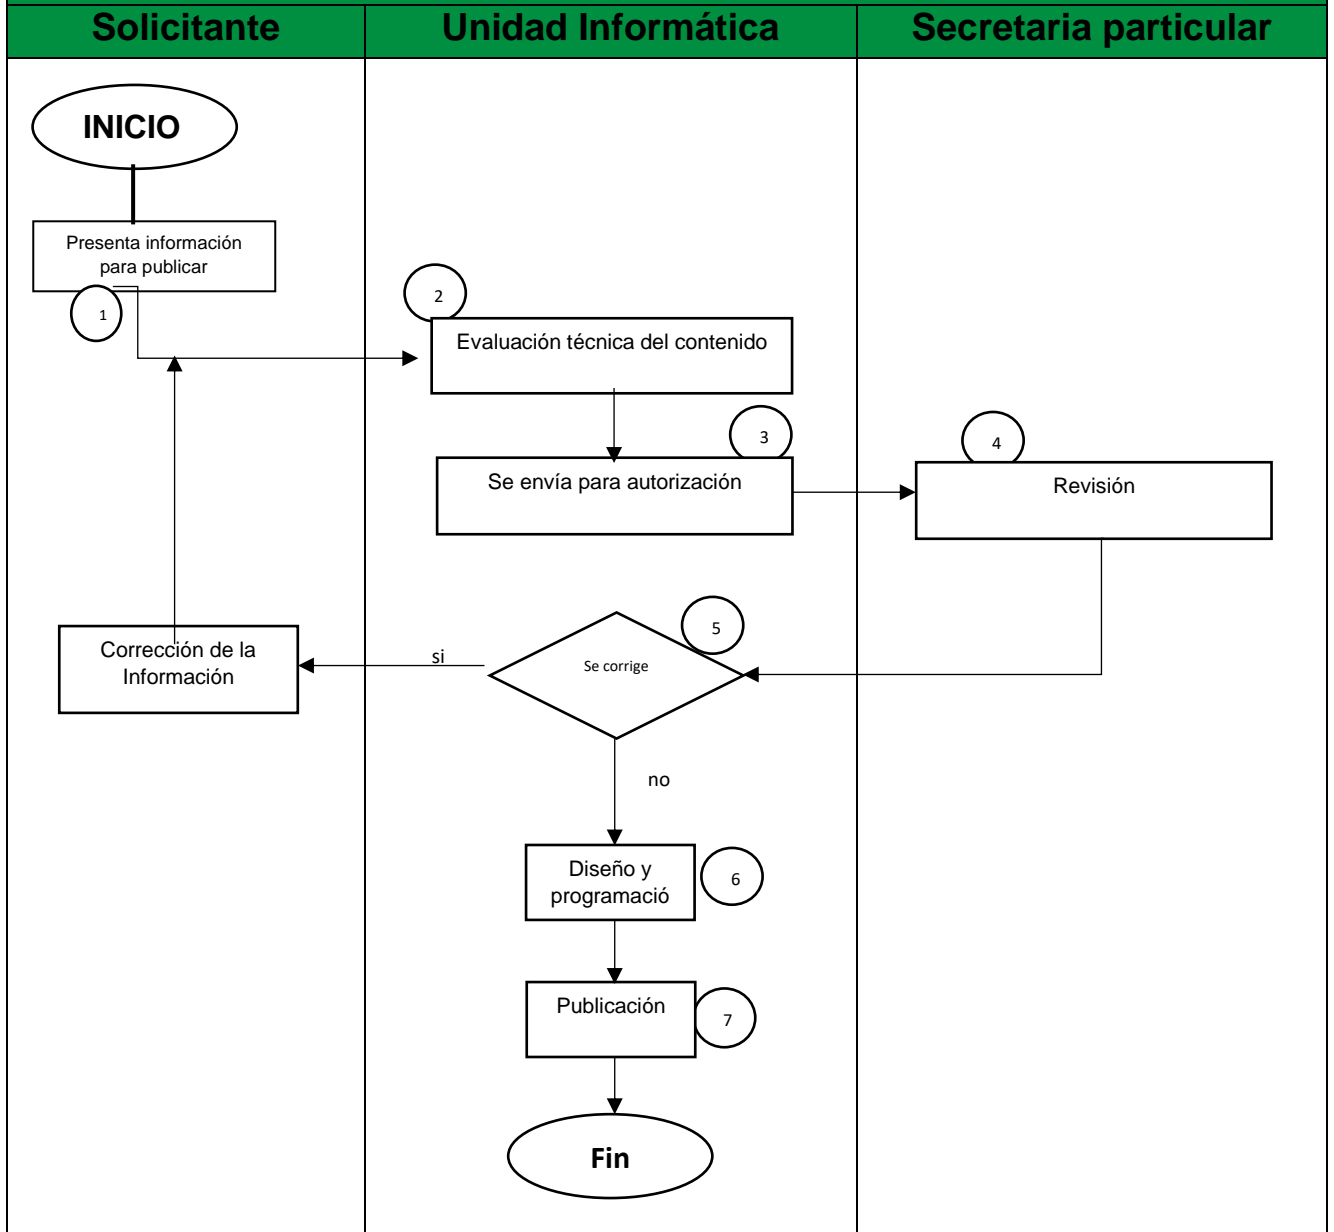 Solicitante
Unidad Informática
Secretaria particular
INICIO
Presenta información
para publicar
1
2
Evaluación técnica del contenido
3
Se envía para autorización
4
Revisión
5
Se corrige
si
Corrección de la
Información
no
Diseño y
programació
6
Publicación
7
Fin